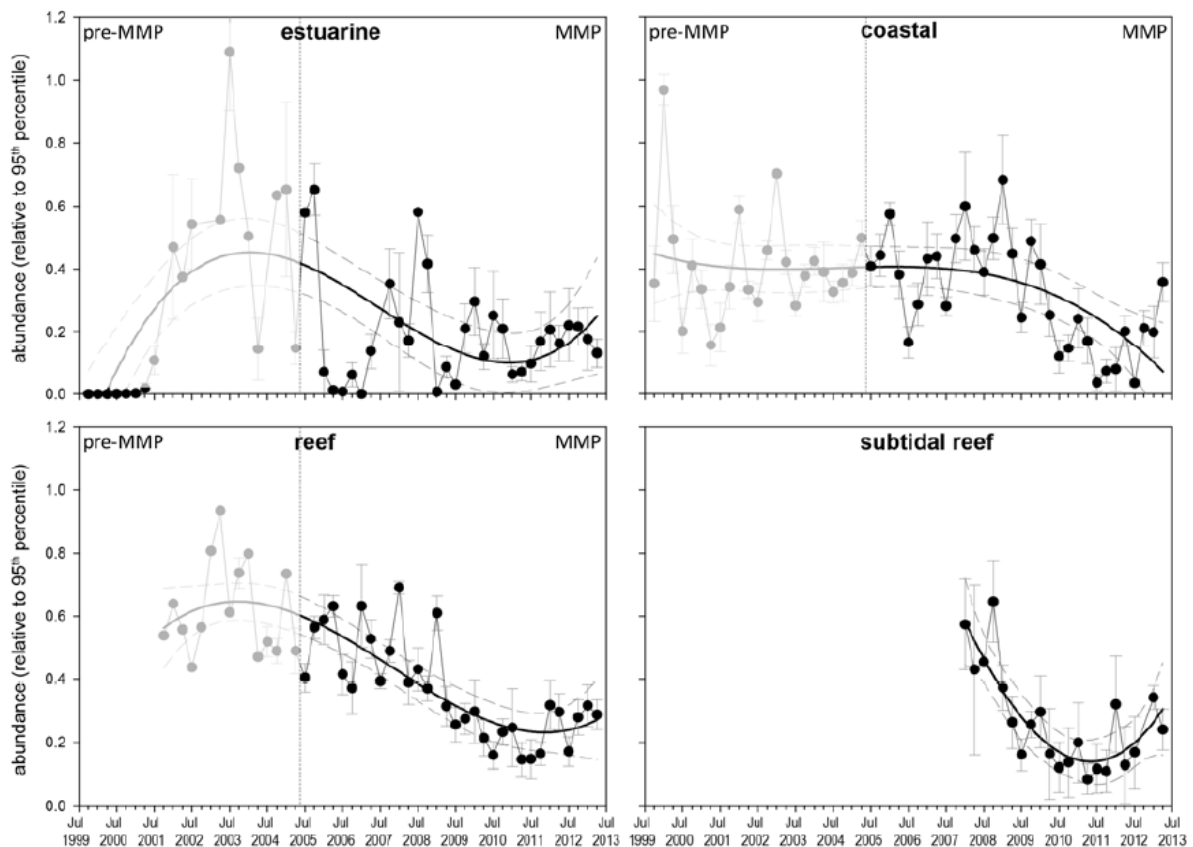 1.2
pre-MMP estuarine MMP
1.0
0.8
0.6
0.4
0.2
0.0
abundance (relative to 95th percentile)
pre-MMP coastal MMP
1.2
pre-MMP reef MMP
1.0
0.8
0.6
0.4
0.2
0.0
abundance (relative to 95th percentile)
subtidal reef
Jul Jul Jul Jul Jul Jul Jul Jul Jul Jul Jul Jul Jul Jul Jul
1999 2000 2001 2002 2003 2004 2005 2006 2007 2008 2009 2010 2011 2012 2013
Jul Jul Jul Jul Jul Jul Jul Jul Jul Jul Jul Jul Jul Jul Jul
1999 2000 2001 2002 2003 2004 2005 2006 2007 2008 2009 2010 2011 2012 2013